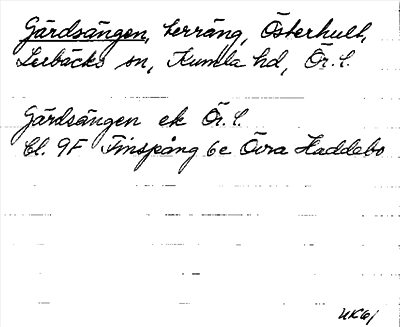 Gärdsängen, terräng, Österhult,
Lerbäcks sn, Kumla hd, Ör. l.
Gärdsängen ek Ör. l.
Bl. 9F Finspång 6e Övra Haddebo
UK61